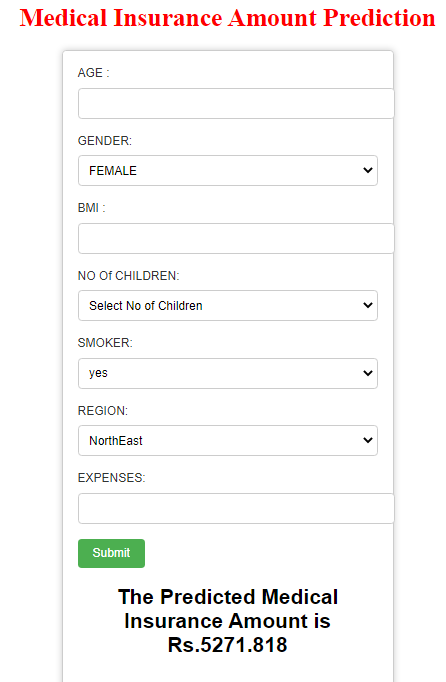 Medical Insurance Amount Prediction
AGE :
GENDER:
FEMALE
BMI :
NO Of CHILDREN:
Select No of Children
SMOKER:
yes
REGION:
NorthEast
EXPENSES:
Submit
The Predicted Medical
Insurance Amount is
Rs.5271.818